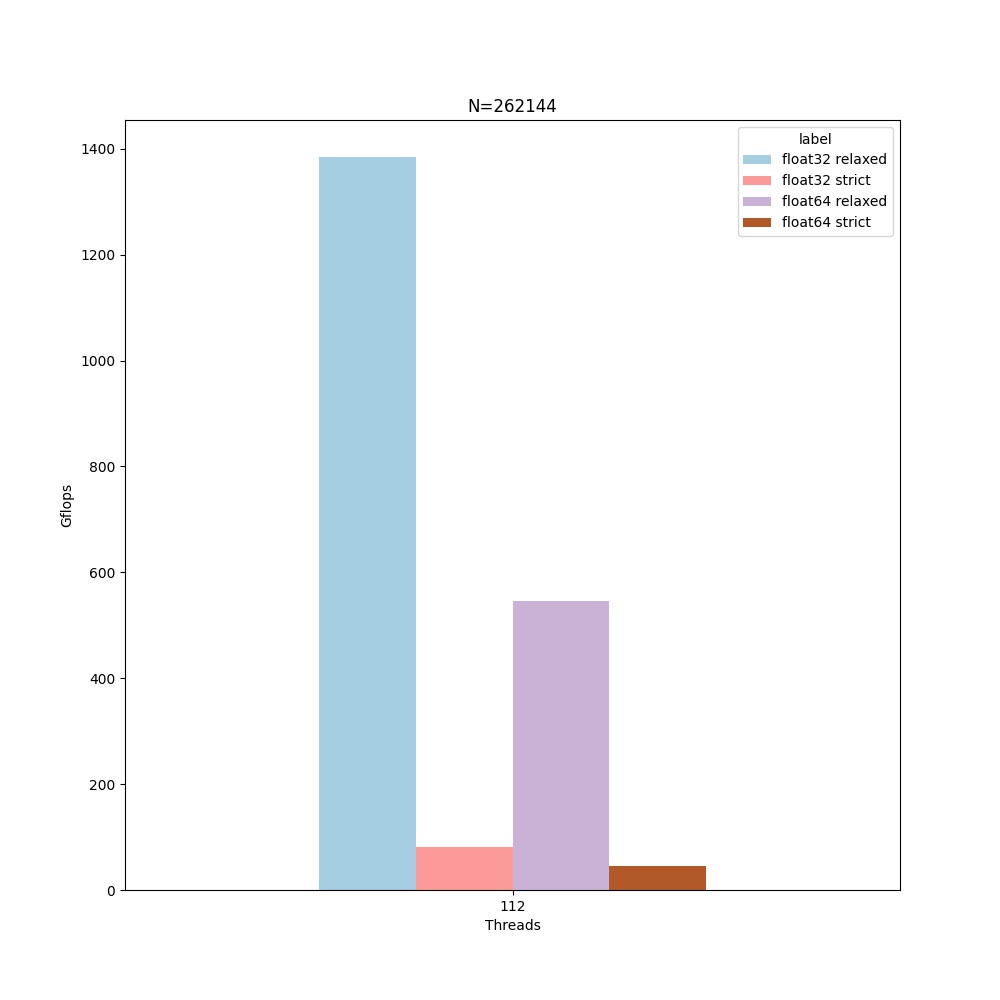 N=262144
label
float32 relaxed
float32 strict
float64 relaxed
float64 strict
1400
1200
1000
800
600
400
200
0
Gflops
112
Threads